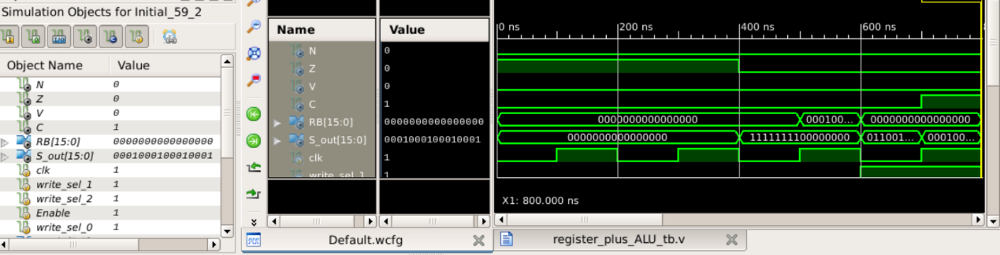 Simulation Objects for Initial_59_2
Object Name Value
N 0
Z 0
V 0
C 1
RB[15:0] 0000000000000000
S_out[15:0] 0001000100010001
clk 1
write_sel_1 1
write_sel_2 1
Enable 1
write_sel_0 1
Name Value
N 0
Z 0
V 0
C 1
RB[15:0] 0000000000000000
S_out[15:0] 0001000100010001
clk 1
write_sel_1 1
0 ns 200 ns 400 ns 600 ns
0000000000000000 000100... 0000000000000000
0000000000000000 1111111100000000 011001... 000100...
X1: 800.000 ns
Default.wcfg register_plus_ALU_tb.v